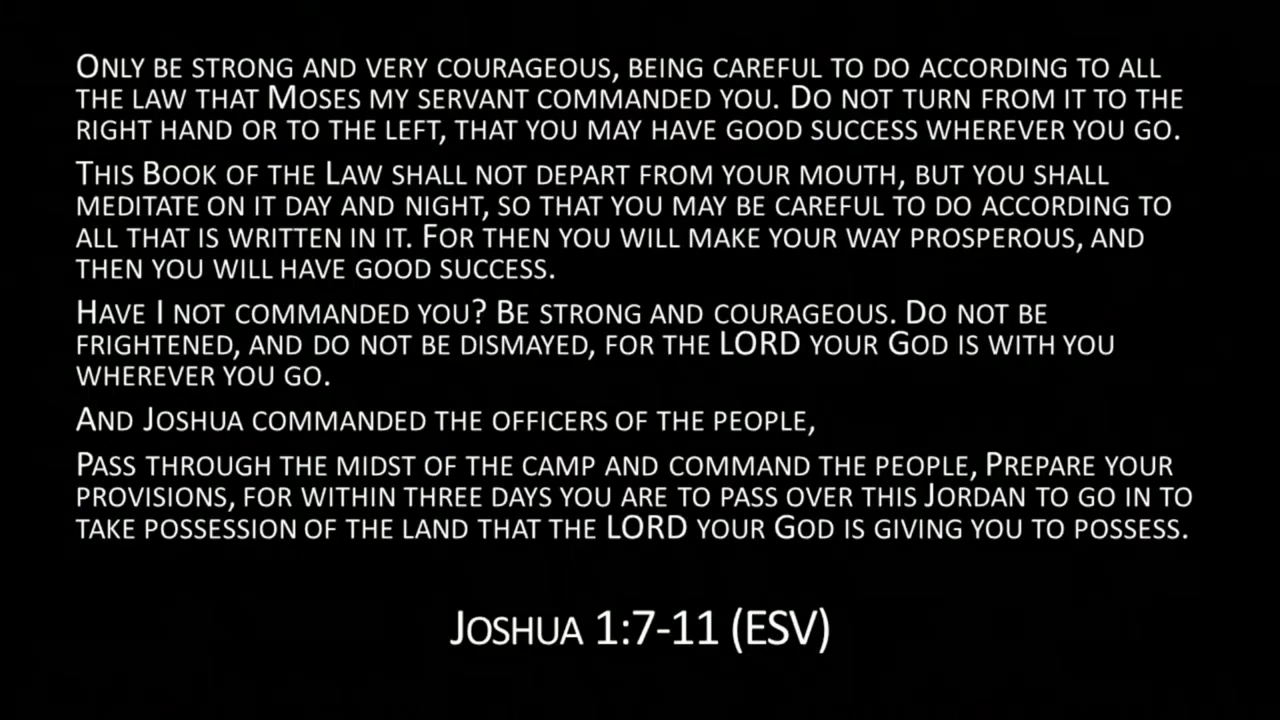 Only be strong and very courageous, being careful to do according to all
the law that Moses my servant commanded you. Do not turn from it to the
right hand or to the left, that you may have good success wherever you go.
This Book of the Law shall not depart from your mouth, but you shall
meditate on it day and night, so that you may be careful to do according to
all that is written in it. For then you will make your way prosperous, and
then you will have good success.
Have I not commanded you? Be strong and courageous. Do not be
frightened, and do not be dismayed, for the LORD your God is with you
wherever you go.
And Joshua commanded the officers of the people,
Pass through the midst of the camp and command the people, Prepare your
provisions, for within three days you are to pass over this Jordan to go in to
take possession of the land that the LORD your God is giving you to possess.
Joshua 1:7-11 (ESV)